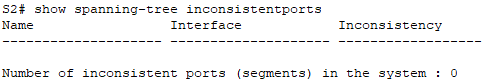 S2# show spanning-tree inconsistentports
Name                 Interface            Inconsistency
-------------------- -------------------- ------------------
Number of inconsistent ports (segments) in the system : 0